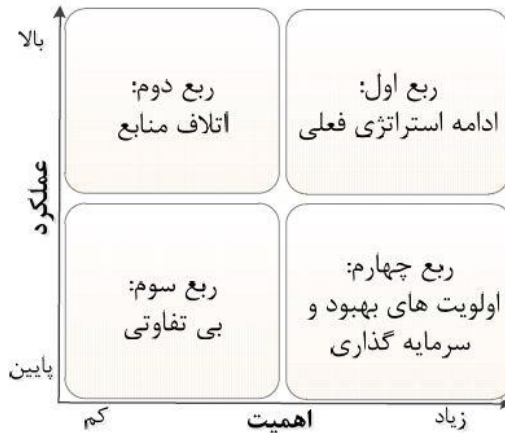 بالا
ربع اول:
ادامه استراتژی فعلی
ربع دوم:
اتلاف منابع
عملکرد
ربع چهارم:
اولویت های بهبود و
سرمایه گذاری
ربع سوم:
بی تفاوتی
پایین
زیاد
اهمیت
کم